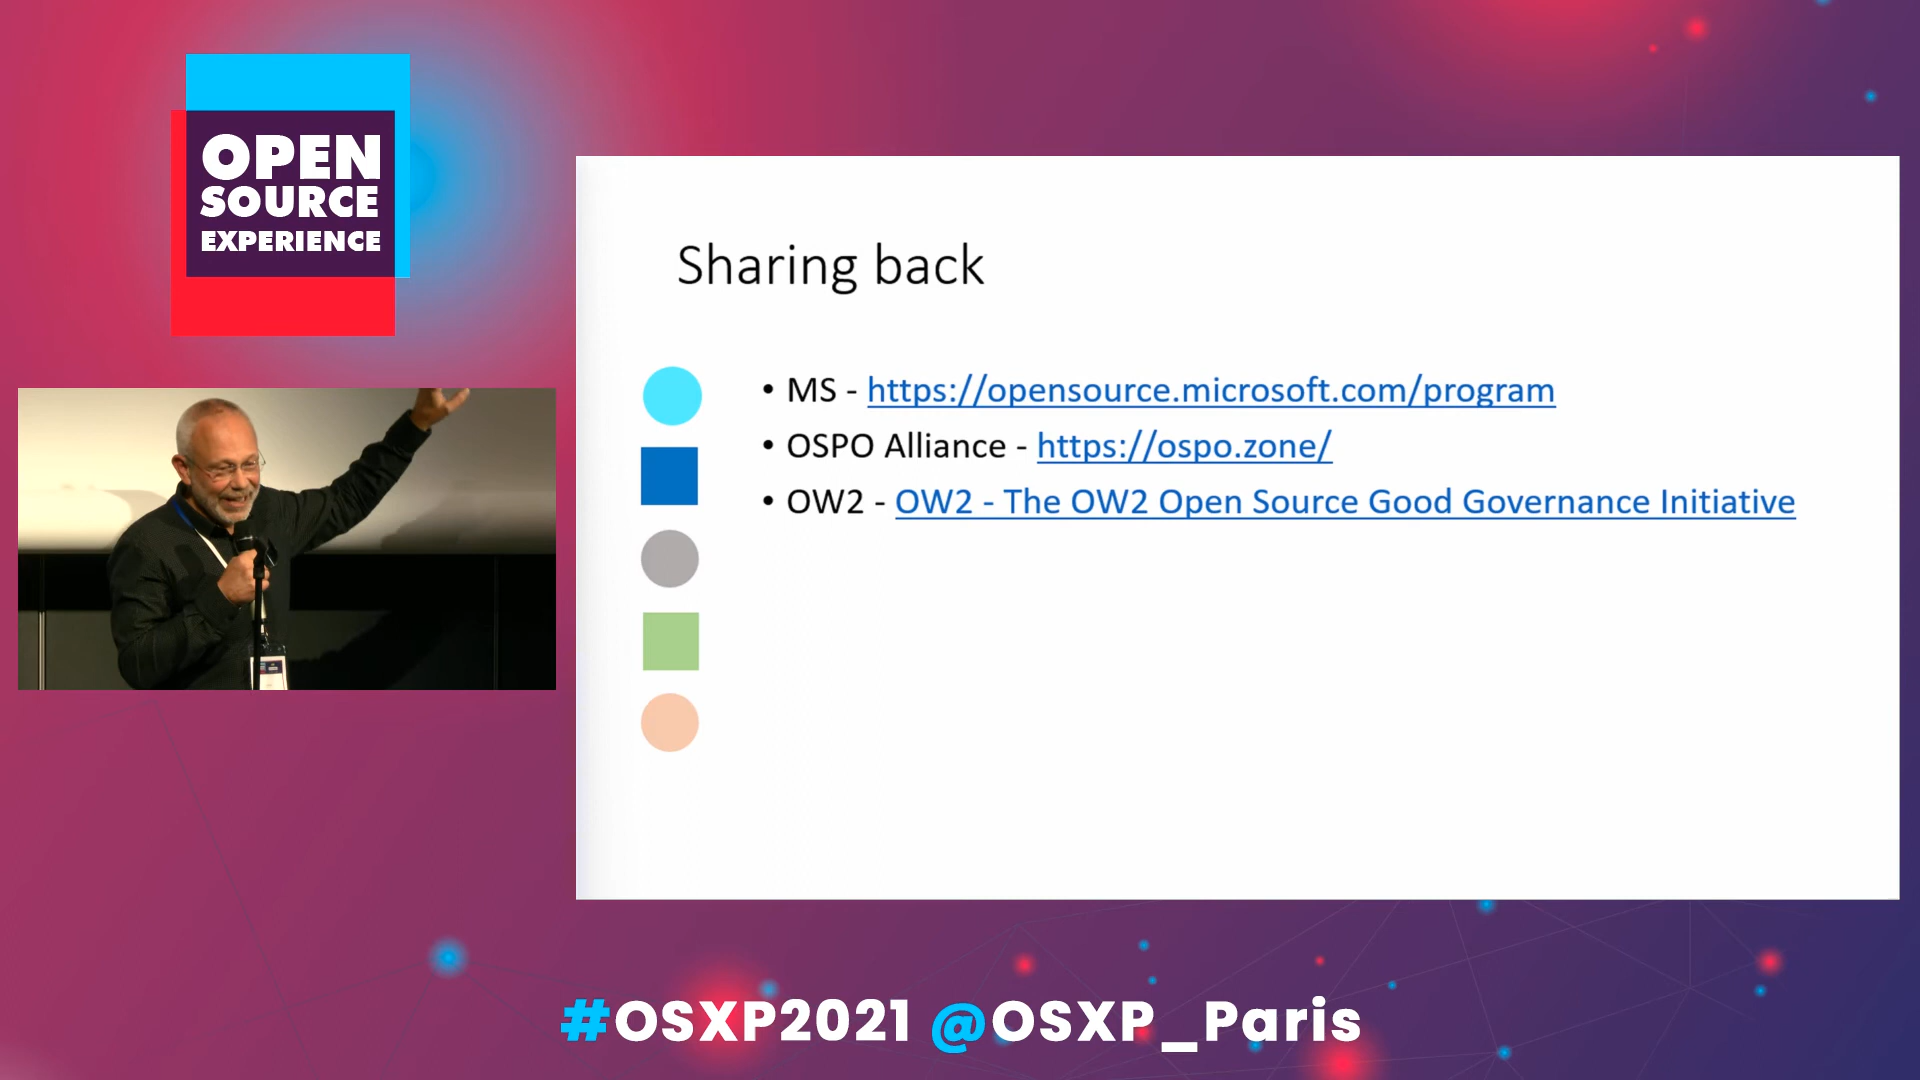 OPEN
SOURCE
EXPERIENCE
Sharing back
• MS - https://opensource.microsoft.com/program
• OSPO Alliance - https://ospo.zone/
• OW2 - OW2 - The OW2 Open Source Good Governance Initiative
#OSXP2021 @OSXP_Paris